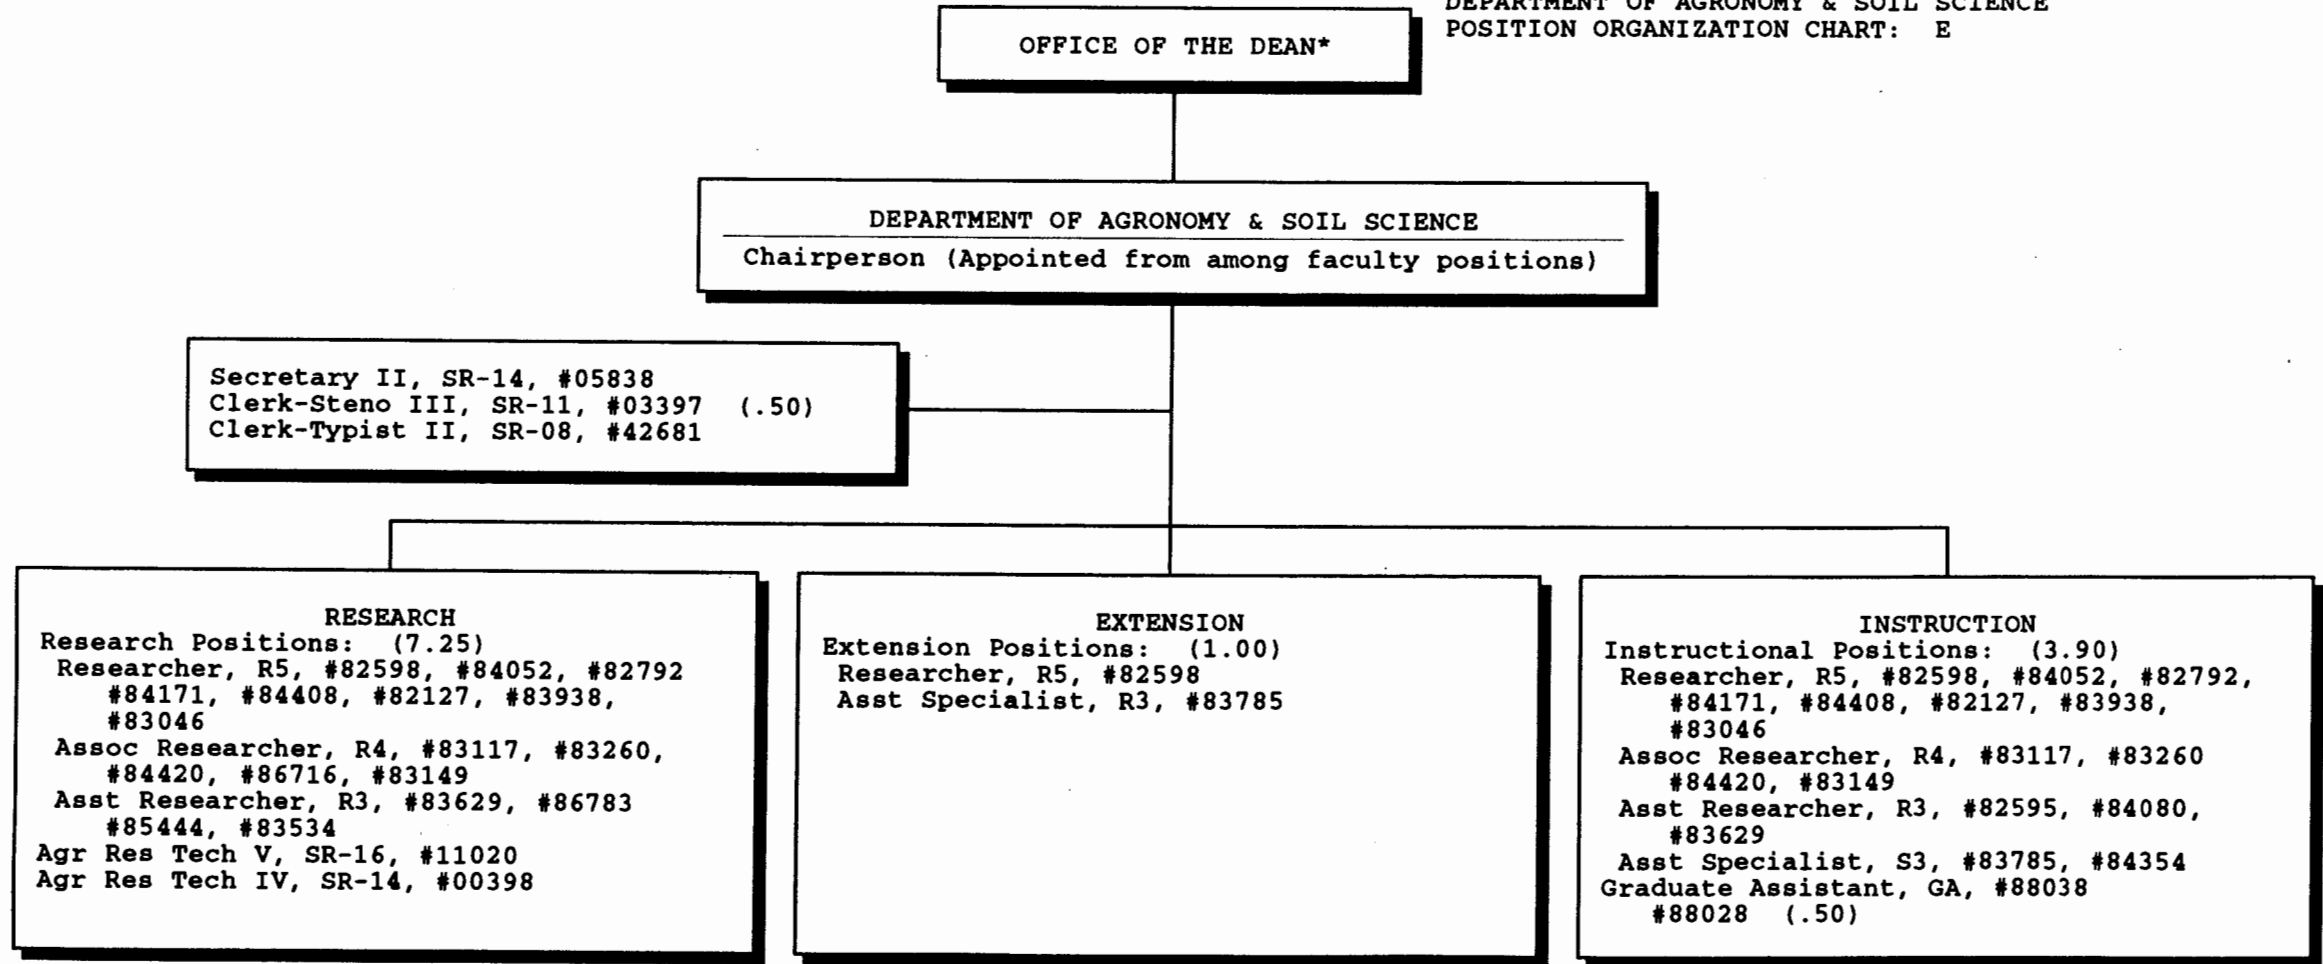 DEPARTMENT OF AGRONOMY & SOIL SCIENCE
POSITION ORGANIZATION CHART: E
OFFICE OF THE DEAN*
DEPARTMENT OF AGRONOMY & SOIL SCIENCE
Chairperson (Appointed from among faculty positions)
Secretary II, SR-14, #05838
Clerk-Steno III, SR-11, #03397 (.50)
Clerk-Typist II, SR-08, #42681
RESEARCH
Research Positions: (7.25)
Researcher, R5, #82598, #84052, #82792
#84171, #84408, #82127, #83938,
#83046
Assoc Researcher, R4, #83117, #83260,
#84420, #86716, #83149
Asst Researcher, R3, #83629, #86783
#85444, #83534
Agr Res Tech V, SR-16, #11020
Agr Res Tech IV, SR-14, #00398
EXTENSION
Extension Positions: (1.00)
Researcher, R5, #82598
Asst Specialist, R3, #83785
INSTRUCTION
Instructional Positions: (3.90)
Researcher, R5, #82598, #84052, #82792,
#84171, #84408, #82127, #83938,
#83046
Assoc Researcher, R4, #83117, #83260
#84420, #83149
Asst Researcher, R3, #82595, #84080,
#83629
Asst Specialist, S3, #83785, #84354
Graduate Assistant, GA, #88038
#88028 (.50)